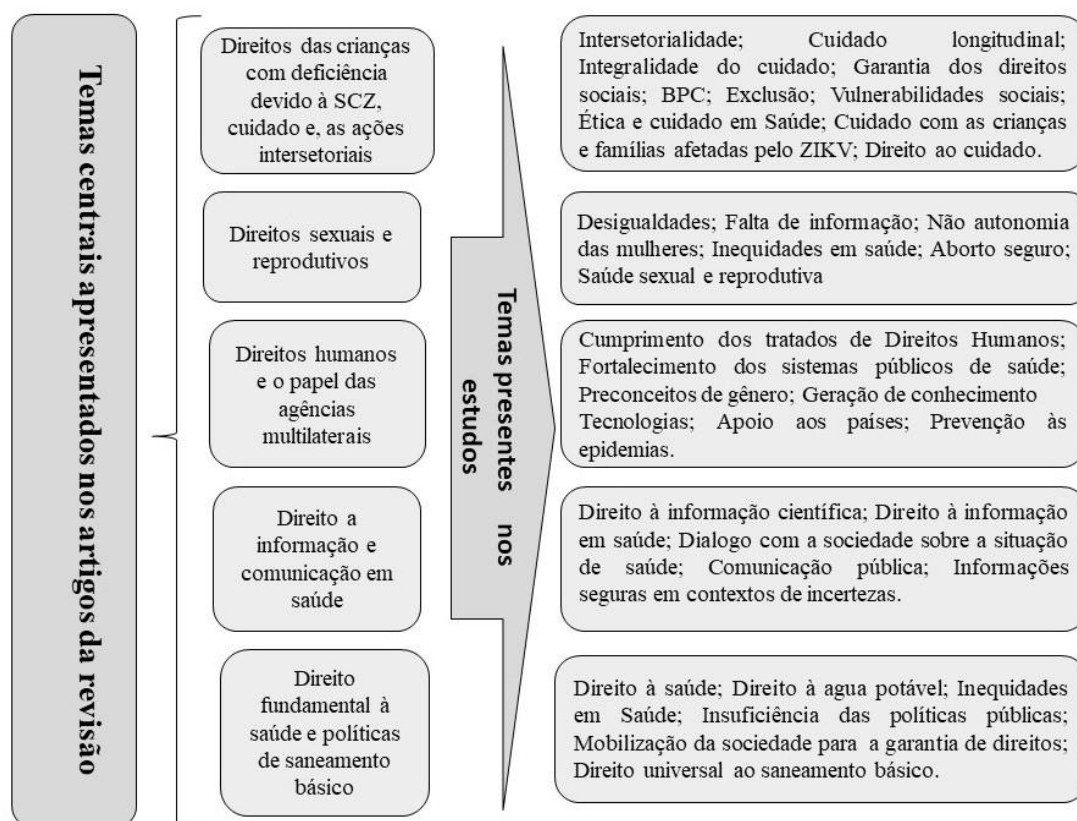 Temas centrais apresentados nos artigos da revisão
Direitos das crianças
com deficiência
devido à SCZ,
cuidado e, as ações
intersetoriais
Direitos sexuais e
reprodutivos
Direitos humanos
e o papel das
agências
multilaterais
Direito a
informação e
comunicação em
saúde
Direito
fundamental à
saúde e políticas
de saneamento
básico
Temas presentes nos
estudos
Intersetorialidade; Cuidado longitudinal;
Integralidade do cuidado; Garantia dos direitos
sociais; BPC; Exclusão; Vulnerabilidades sociais;
Ética e cuidado em Saúde; Cuidado com as crianças
e famílias afetadas pelo ZIKV; Direito ao cuidado.
Desigualdades; Falta de informação; Não autonomia
das mulheres; Inequidades em saúde; Aborto seguro;
Saúde sexual e reprodutiva
Cumprimento dos tratados de Direitos Humanos;
Fortalecimento dos sistemas públicos de saúde;
Preconceitos de gênero; Geração de conhecimento
Tecnologias; Apoio aos países; Prevenção às
epidemias.
Direito à informação científica; Direito à informação
em saúde; Dialogo com a sociedade sobre a situação
de saúde; Comunicação pública; Informações
seguras em contextos de incertezas.
Direito à saúde; Direito à agua potável; Inequidades
em Saúde; Insuficiência das políticas públicas;
Mobilização da sociedade para a garantia de direitos;
Direito universal ao saneamento básico.